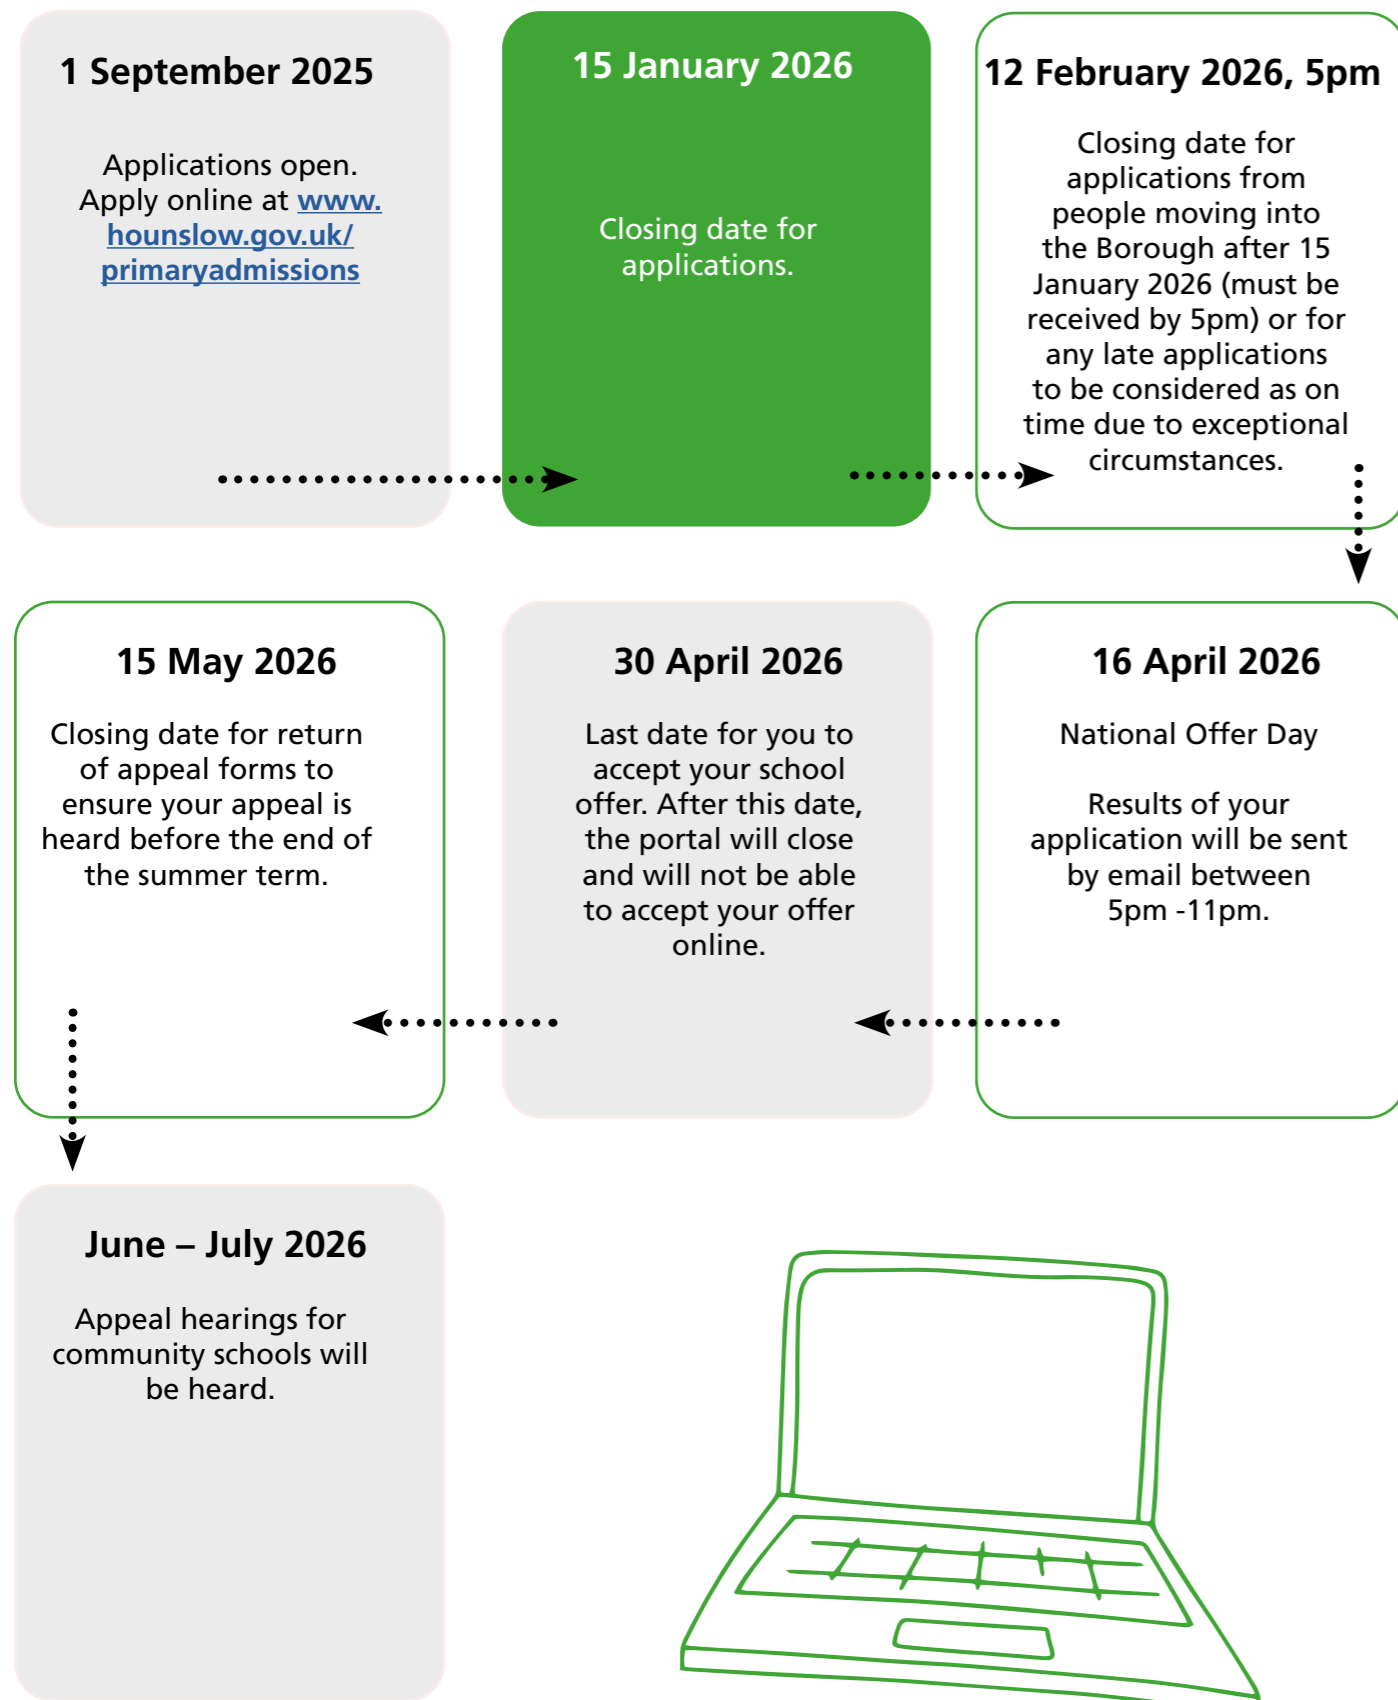 1 September 2025
Applications open.
Apply online at www.
hounslow.gov.uk/
primaryadmissions
15 January 2026
Closing date for
applications.
12 February 2026, 5pm
Closing date for
applications from
people moving into
the Borough after 15
January 2026 (must be
received by 5pm) or for
any late applications
to be considered as on
time due to exceptional
circumstances.
16 April 2026
National Offer Day
Results of your
application will be sent
by email between
5pm -11pm.
30 April 2026
Last date for you to
accept your school
offer. After this date,
the portal will close
and will not be able
to accept your offer
online.
15 May 2026
Closing date for return
of appeal forms to
ensure your appeal is
heard before the end of
the summer term.
June – July 2026
Appeal hearings for
community schools will
be heard.